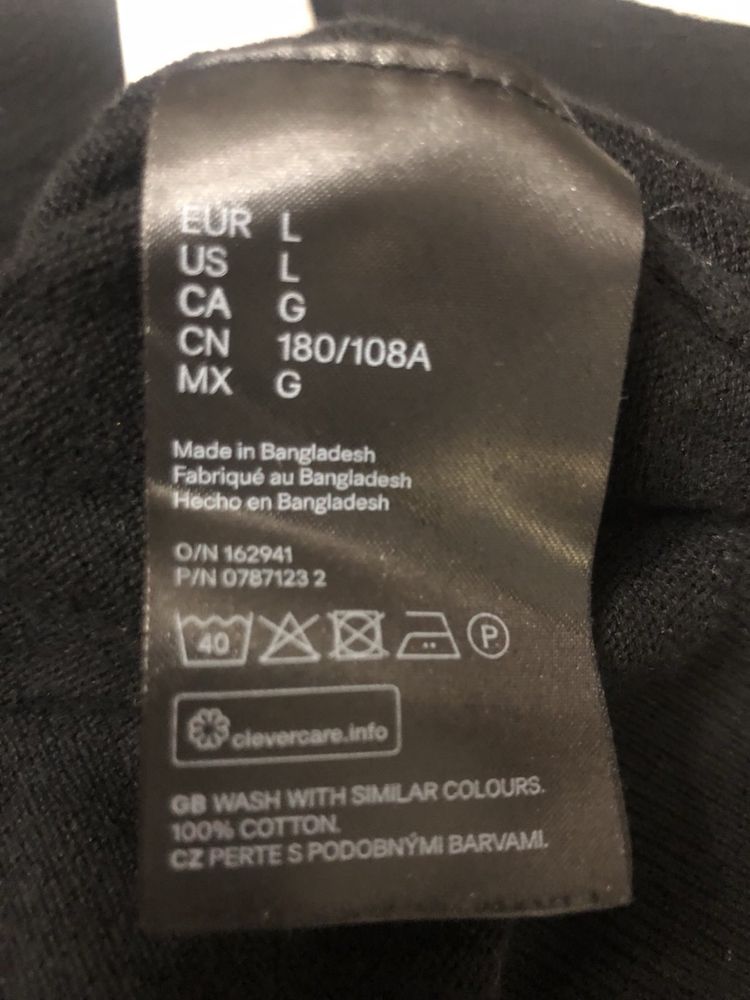 EUR L
US L
CA G
CN 180/108A
MX G
Made in Bangladesh
Fabriqué au Bangladesh
Hecho en Bangladesh
O/N 162941
P/N 0787123 2
40 P
clevercare.info
GB WASH WITH SIMILAR COLOURS.
100% COTTON.
CZ PERTE S PODOBNÝMI BARVAMI.